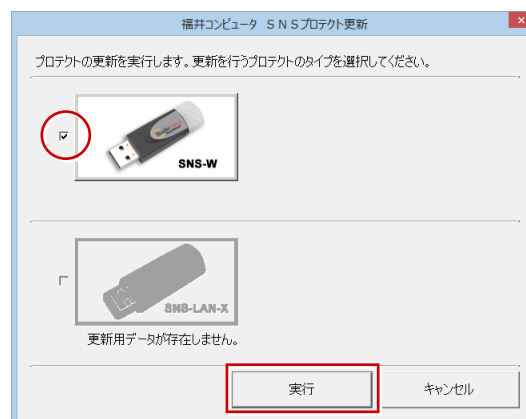 福井コンピュータ SNSプロテクト更新
プロテクトの更新を実行します。更新を行うプロテクトのタイプを選択してください。
SNS-W
SNS-LAN-X
更新用データが存在しません。
実行
キャンセル